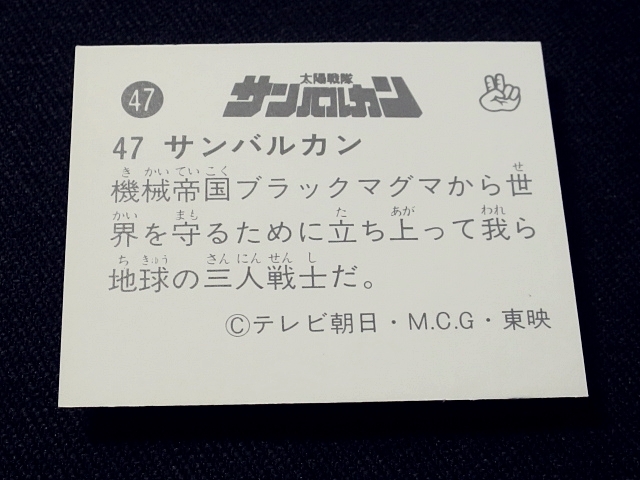 47
太陽戦隊
サンバルカン
47 サンバルカン
き かい てい こく せ
機械帝国ブラックマグマから世
かい まも た あが われ
界を守るために立ち上って我ら
ち きゅう さん にん せん し
地球の三人戦士だ。
©テレビ朝日・M.C.G・東映